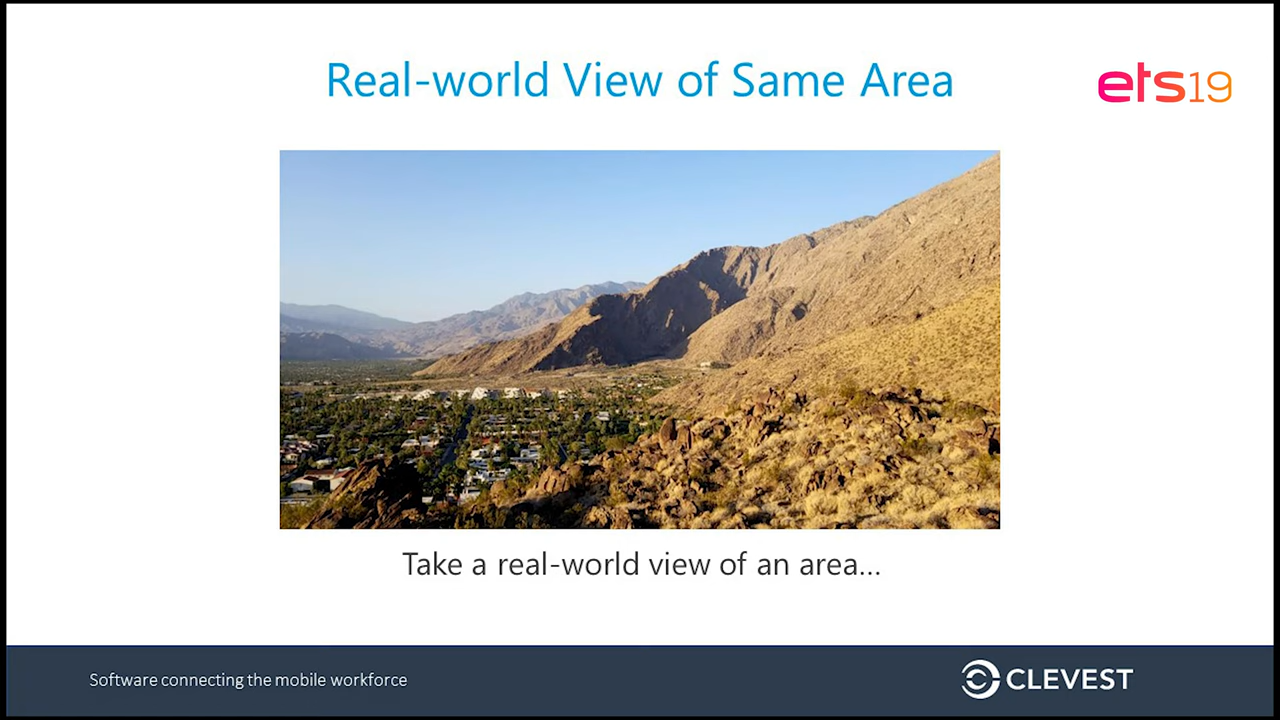 Real-world View of Same Area
ets19
Take a real-world view of an area...
Software connecting the mobile workforce
CLEVEST